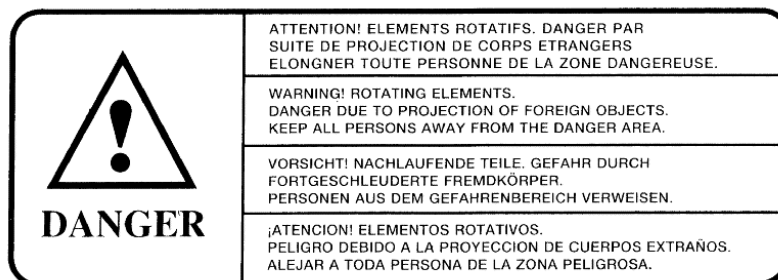 DANGER
ATTENTION! ELEMENTS ROTATIFS. DANGER PAR
SUITE DE PROJECTION DE CORPS ETRANGERS
ELONGNER TOUTE PERSONNE DE LA ZONE DANGEREUSE.
WARNING! ROTATING ELEMENTS.
DANGER DUE TO PROJECTION OF FOREIGN OBJECTS.
KEEP ALL PERSONS AWAY FROM THE DANGER AREA.
VORSICHT! NACHLAUFENDE TEILE. GEFAHR DURCH
FORTGESCHLEUDERTE FREMDKÖRPER.
PERSONEN AUS DEM GEFAHRENBEREICH VERWEISEN.
¡ATENCION! ELEMENTOS ROTATIVOS.
PELIGRO DEBIDO A LA PROYECCION DE CUERPOS EXTRAÑOS.
ALEJAR A TODA PERSONA DE LA ZONA PELIGROSA.